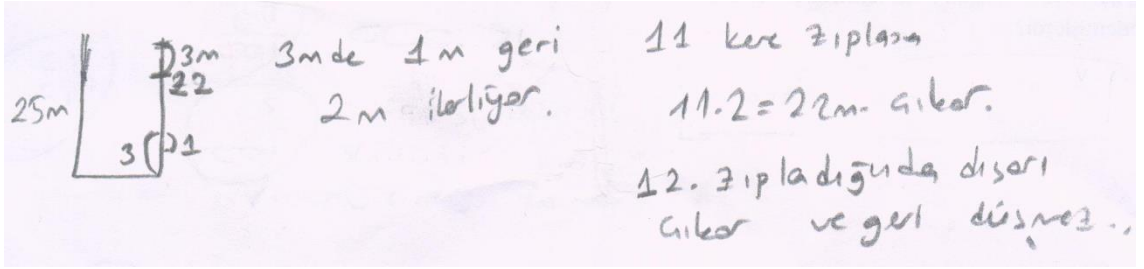 25m
3m
22
3
1
3m de 1m geri
2m ilerliyor.
11 kere zıplasa
11.2=22m. çıkar.
12. zıpladığında dışarı
çıkar ve geri düşmez..,